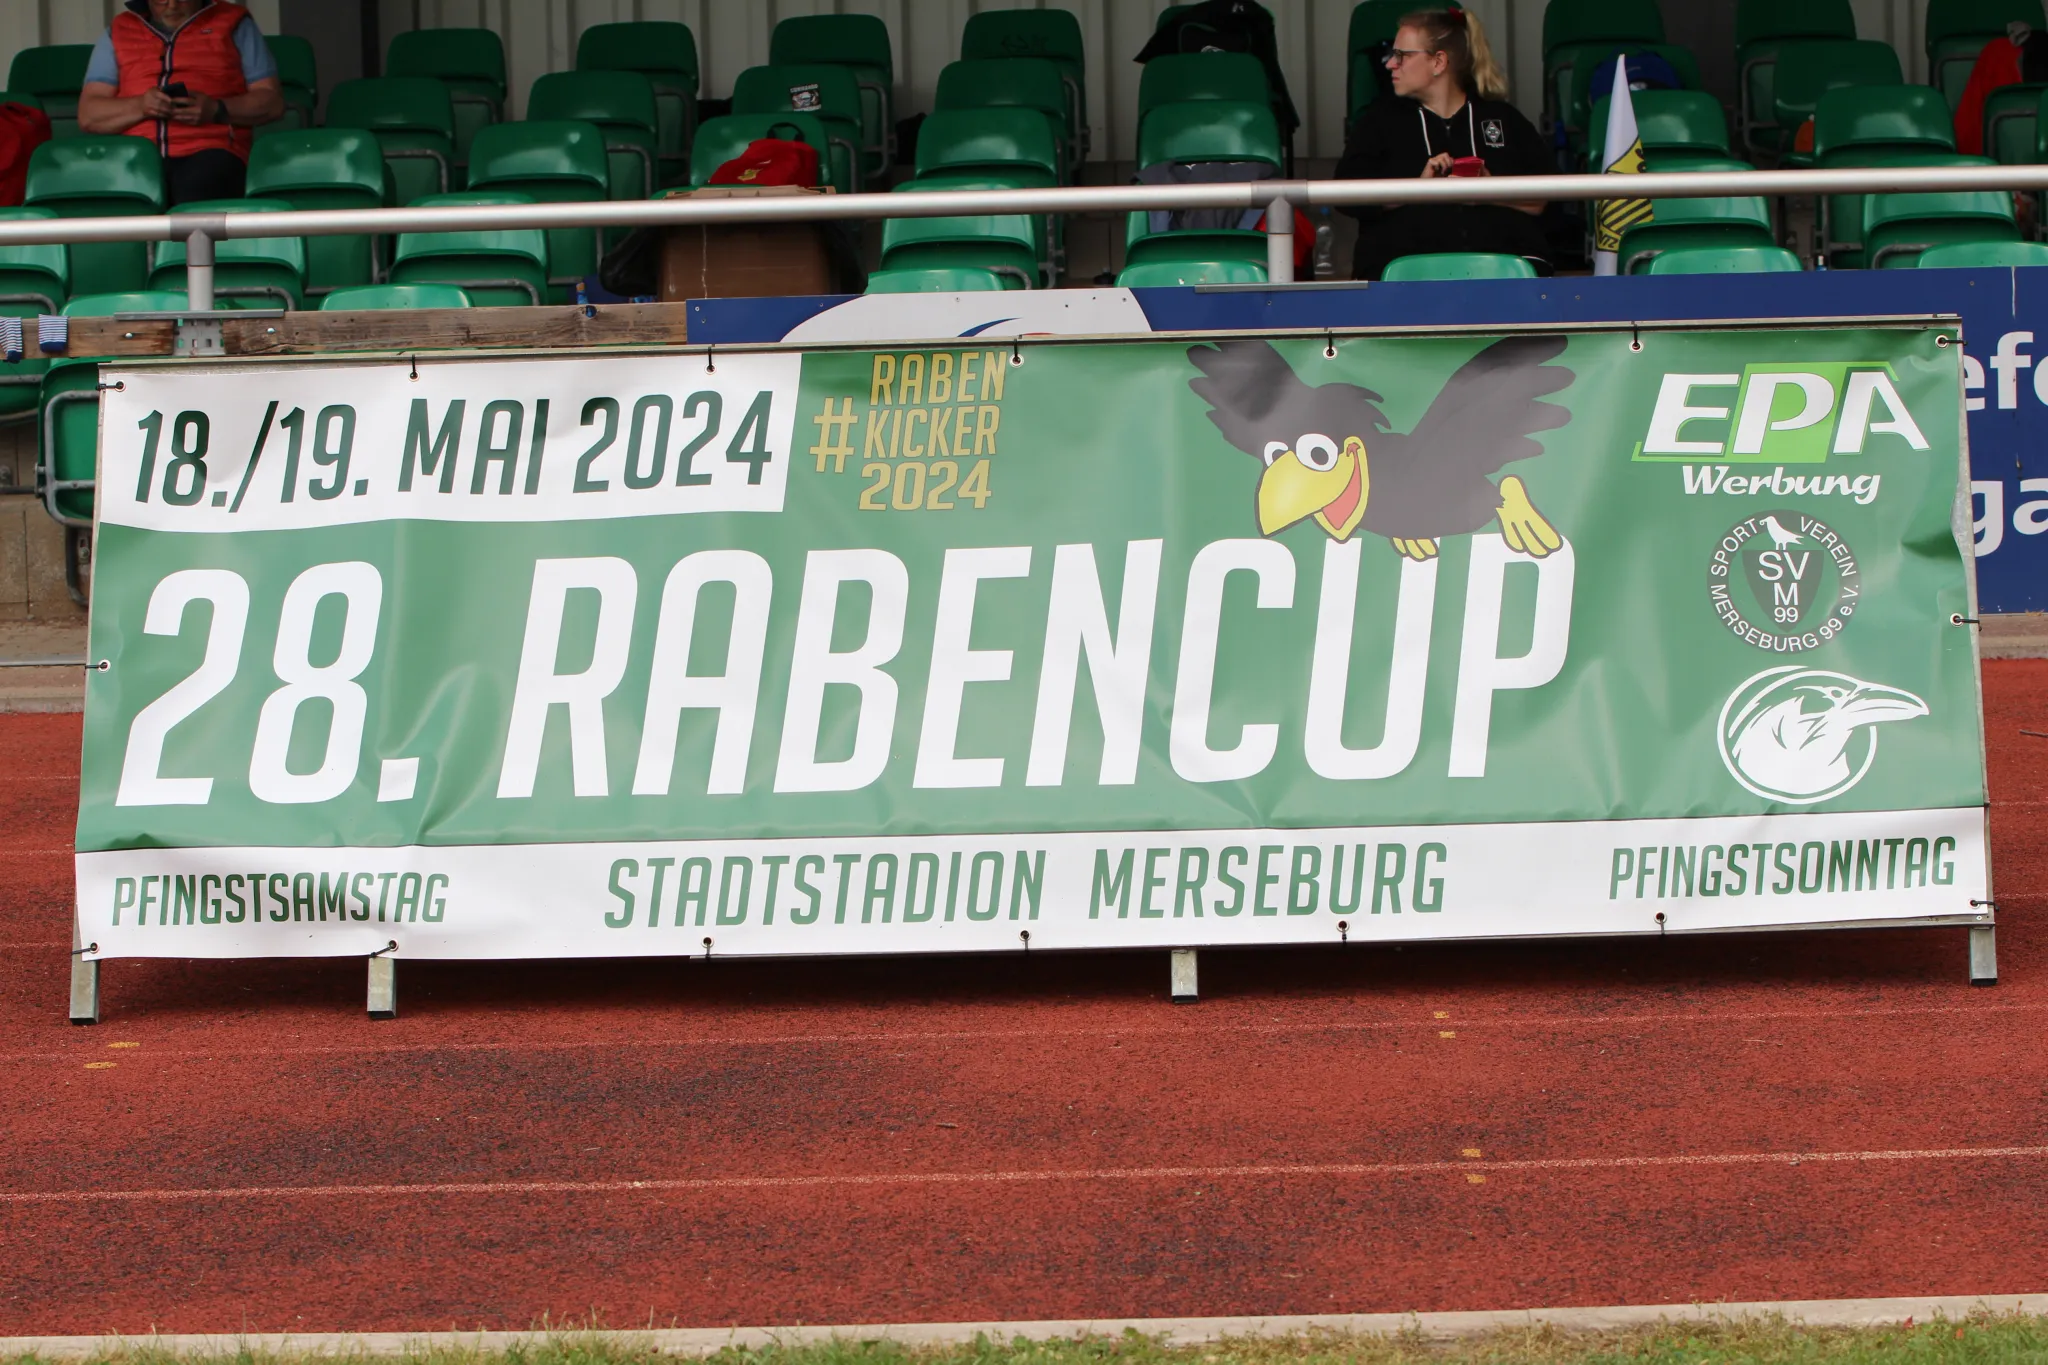 18./19. MAI 2024
RABEN
#KICKER
2024
28. RABENCUP
EPA
Werbung
SPORT VEREIN
SV
M
99
MERSEBURG 99 e.V.
PFINGSTSAMSTAG
STADTSTADION MERSEBURG
PFINGSTSONNTAG